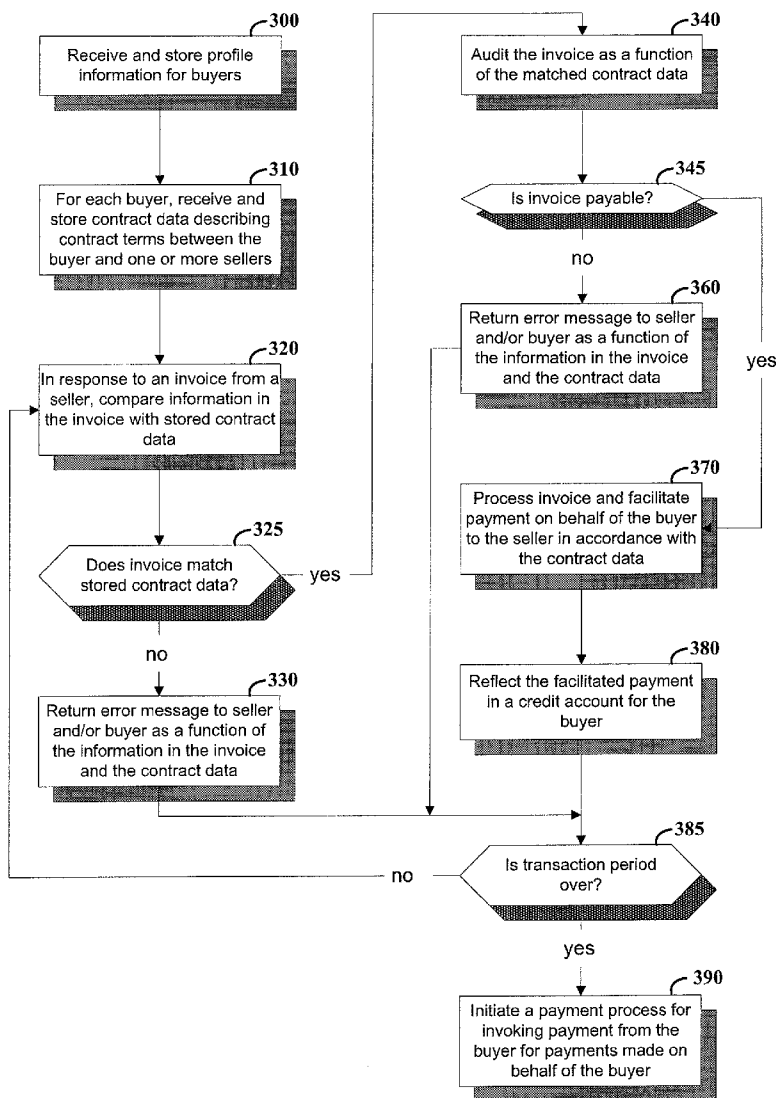 300
Receive and store profile
information for buyers
310
For each buyer, receive and
store contract data describing
contract terms between the
buyer and one or more sellers
320
In response to an invoice from a
seller, compare information in
the invoice with stored contract
data
325
Does invoice match
stored contract data?
yes
no
330
Return error message to seller
and/or buyer as a function of
the information in the invoice
and the contract data
340
Audit the invoice as a function
of the matched contract data
345
Is invoice payable?
no
yes
360
Return error message to seller
and/or buyer as a function of
the information in the invoice
and the contract data
370
Process invoice and facilitate
payment on behalf of the buyer
to the seller in accordance with
the contract data
380
Reflect the facilitated payment
in a credit account for the
buyer
385
Is transaction period
over?
no
yes
390
Initiate a payment process for
invoking payment from the
buyer for payments made on
behalf of the buyer